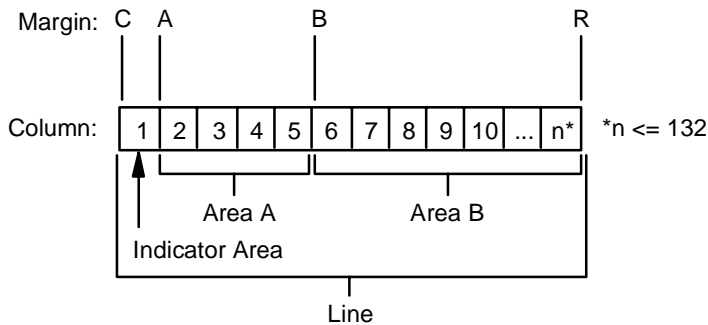 Margin: C A B R
Column: 1 2 3 4 5 6 7 8 9 10 ... n* *n <= 132
Area A Area B
Indicator Area
Line